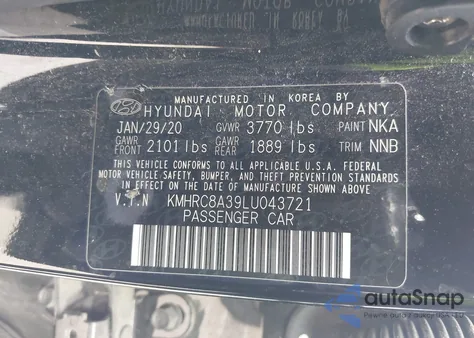 MANUFACTURED IN KOREA BY
HYUNDAI MOTOR COMPANY
JAN/29/20 GVWR 3770 lbs PAINT NKA
GAWR FRONT 2101 lbs GAWR REAR 1889 lbs TRIM NNB
THIS VEHICLE CONFORMS TO ALL APPLICABLE U.S.A. FEDERAL
MOTOR VEHICLE SAFETY, BUMPER, AND THEFT PREVENTION STANDARDS
IN EFFECT ON THE DATE OF MANUFACTURE SHOWN ABOVE.
V.I.N KMHRC8A39LU043721
PASSENGER CAR
autoSnap